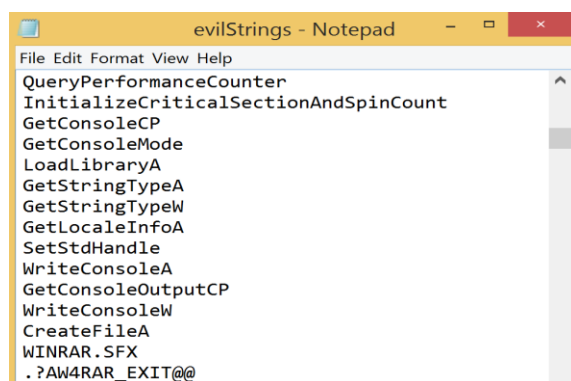 evilStrings - Notepad
File Edit Format View Help
QueryPerformanceCounter
InitializeCriticalSectionAndSpinCount
GetConsoleCP
GetConsoleMode
LoadLibraryA
GetStringTypeA
GetStringTypeW
GetLocaleInfoA
SetStdHandle
WriteConsoleA
GetConsoleOutputCP
WriteConsoleW
CreateFileA
WINRAR.SFX
.?AW4RAR_EXIT@@